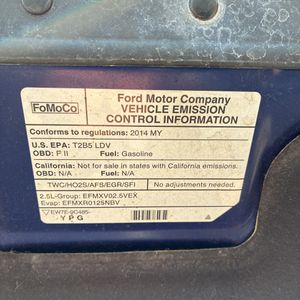 FoMoCo
Ford Motor Company
VEHICLE EMISSION
CONTROL INFORMATION
Conforms to regulations: 2014 MY
U.S. EPA: T2B5 LDV
OBD: F II Fuel: Gasoline
California: Not for sale in states with California emissions.
OBD: N/A Fuel: N/A
TWC/HO2S/AFS/EGR/SFI No adjustments needed.
2.5L-Group: EFMXV02.5VEX
Evap: EFMXR0125NBV
EW7E-9C485-
YPG